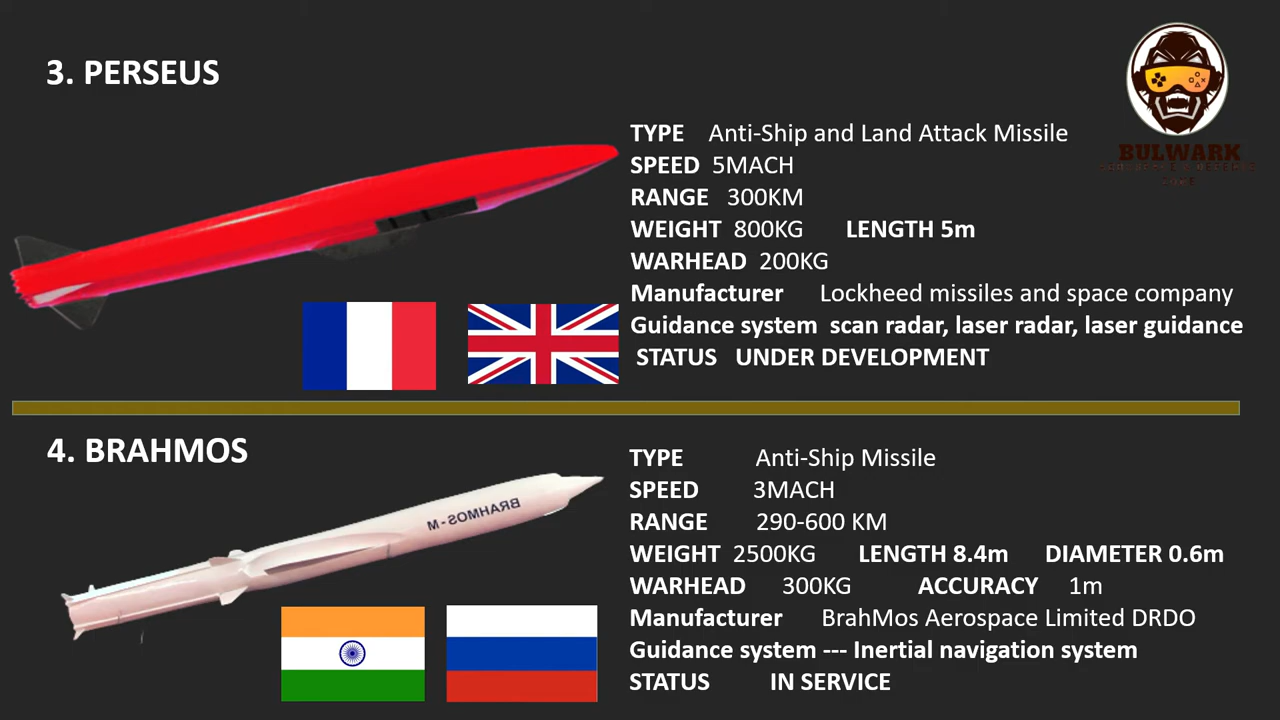 3. PERSEUS
BULWARK
TYPE Anti-Ship and Land Attack Missile
SPEED 5MACH
RANGE 300KM
WEIGHT 800KG LENGTH 5m
WARHEAD 200KG
Manufacturer Lockheed missiles and space company
Guidance system scan radar, laser radar, laser guidance
STATUS UNDER DEVELOPMENT
4. BRAHMOS
BRAHMOS-M
TYPE Anti-Ship Missile
SPEED 3MACH
RANGE 290-600 KM
WEIGHT 2500KG LENGTH 8.4m DIAMETER 0.6m
WARHEAD 300KG ACCURACY 1m
Manufacturer BrahMos Aerospace Limited DRDO
Guidance system --- Inertial navigation system
STATUS IN SERVICE